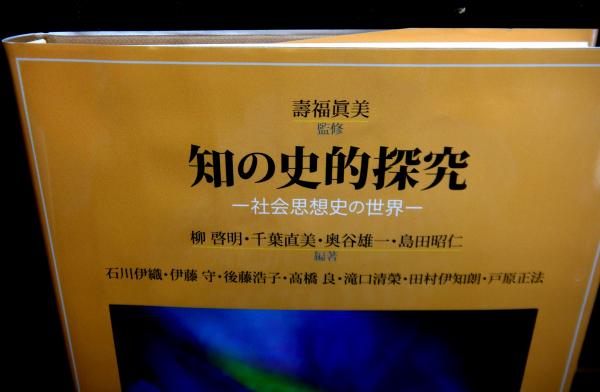 壽福眞美
監修
知の史的探究
―社会思想史の世界―
柳 啓明・千葉直美・奥谷雄一・島田昭仁
編著
石川伊織・伊藤 守・後藤浩子・高橋 良・滝口清榮・田村伊知朗・戸原正法